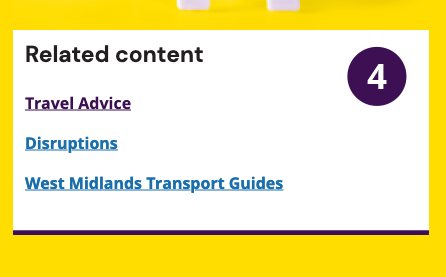 Related content
4
Travel Advice
Disruptions
West Midlands Transport Guides